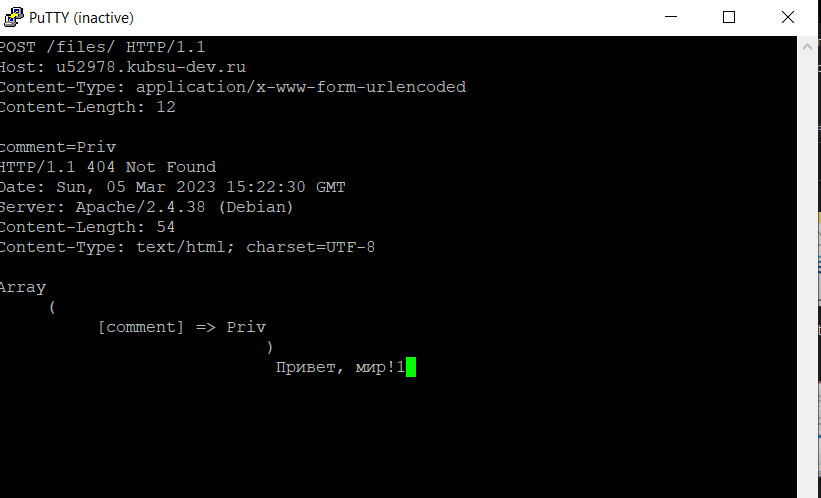 PuTTY (inactive)
POST /files/ HTTP/1.1
Host: u52978.kubsu-dev.ru
Content-Type: application/x-www-form-urlencoded
Content-Length: 12
comment=Priv
HTTP/1.1 404 Not Found
Date: Sun, 05 Mar 2023 15:22:30 GMT
Server: Apache/2.4.38 (Debian)
Content-Length: 54
Content-Type: text/html; charset=UTF-8
Array
(
[comment] => Priv
)
Привет, мир!1